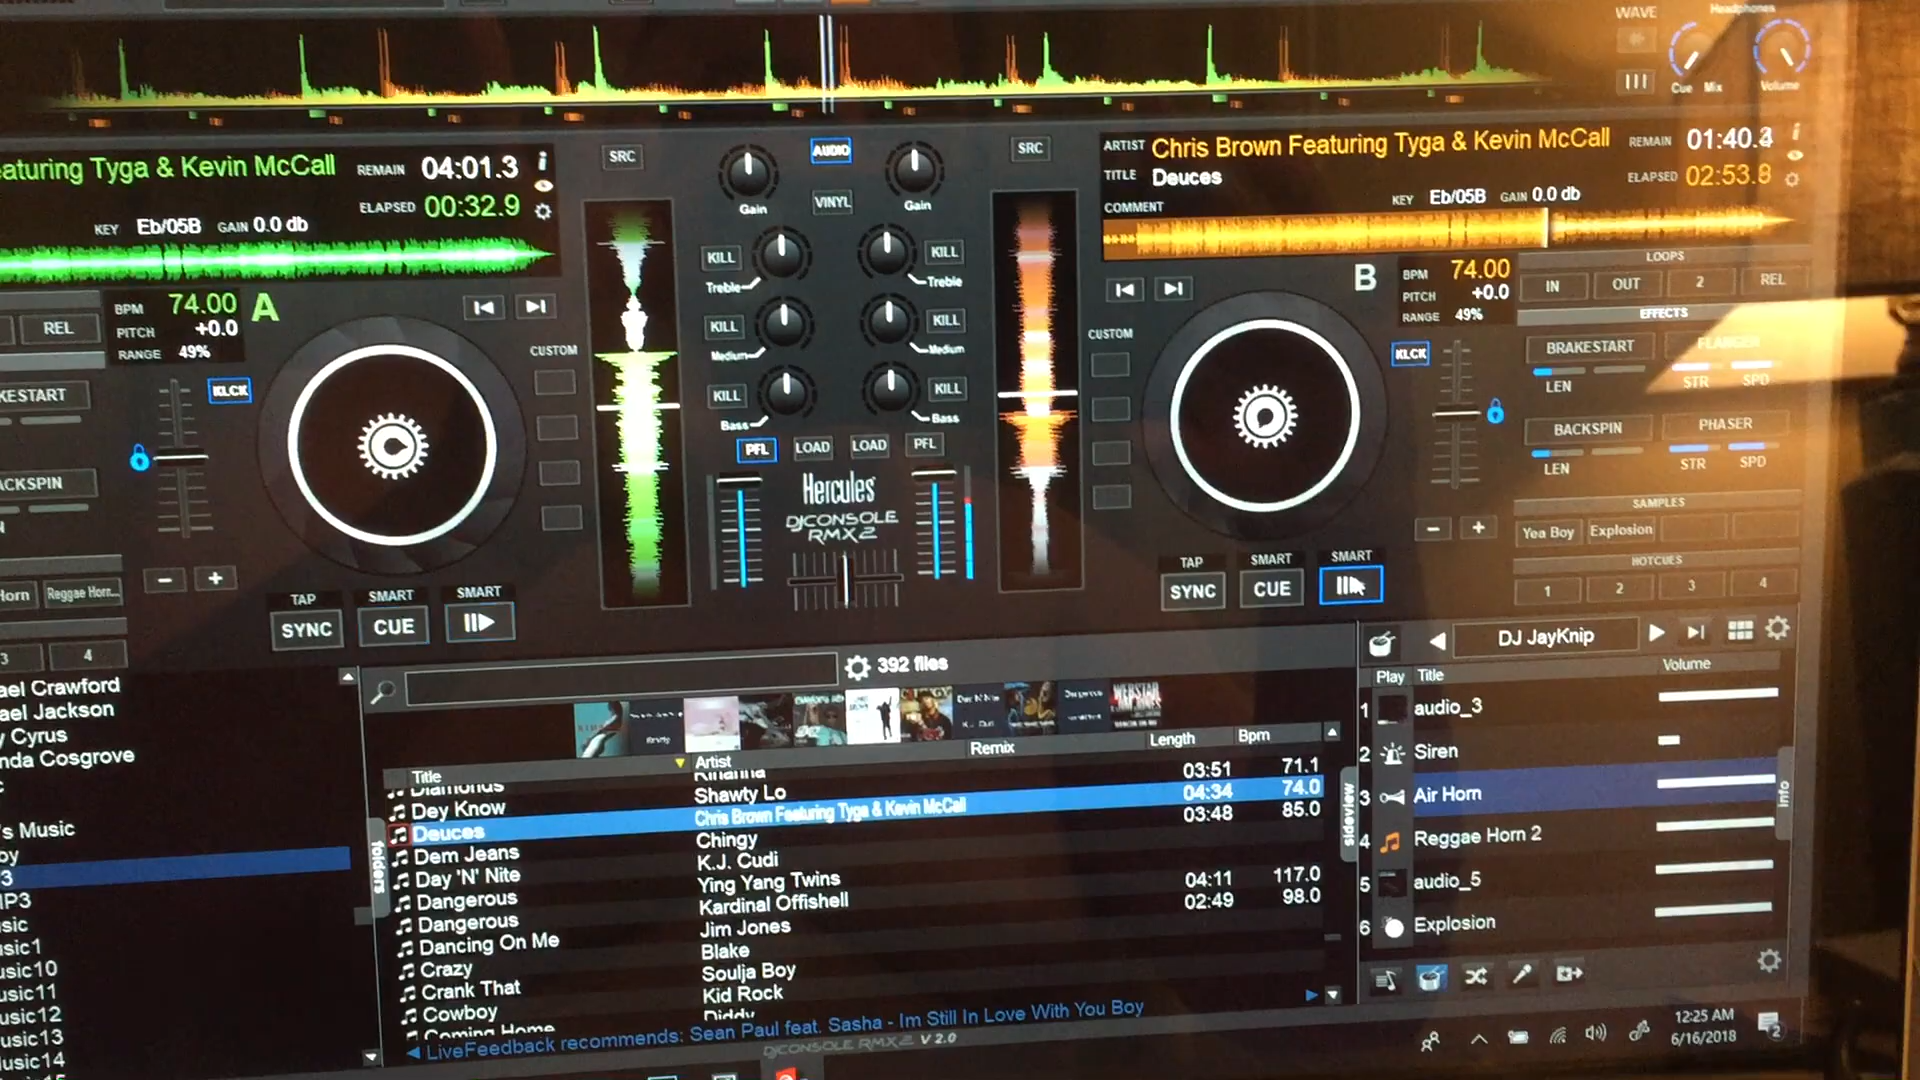 WAVE
Headphones
Cue Mix
Volume
aturing Tyga & Kevin McCall
REMAIN 04:01.3
ELAPSED 00:32.9
KEY Eb/05B GAIN 0.0 db
BPM 74.00 A
PITCH +0.0
RANGE 49%
REL
KLCK
SRC
CUSTOM
AUDIO
VINYL
Gain
Gain
KILL
KILL
Treble
Treble
KILL
KILL
Medium
Medium
KILL
KILL
Bass
Bass
PFL LOAD LOAD PFL
Hercules
DJCONSOLE
RMX2
SRC
CUSTOM
ARTIST Chris Brown Featuring Tyga & Kevin McCall
REMAIN 01:40.3
TITLE Deuces
ELAPSED 02:53.8
COMMENT
KEY Eb/05B GAIN 0.0 db
B
BPM 74.00
PITCH +0.0
RANGE 49%
KLCK
LOOPS
IN OUT 2 REL
EFFECTS
BRAKESTART FLANGER
LEN STR SPD
BACKSPIN PHASER
LEN STR SPD
SAMPLES
Yea Boy Explosion
HOTCUES
1 2 3 4
KESTART
ACKSPIN
Horn Reggae Horn...
3 4
TAP SMART SMART
SYNC CUE
TAP SMART SMART
SYNC CUE
392 files
ael Crawford
ael Jackson
y Cyrus
nda Cosgrove
's Music
oy
3
MP3
usic
usic1
usic10
usic11
usic12
usic13
usic14
folders
Title Artist Remix Length Bpm
Diamonds Rihanna 03:51 71.1
Dey Know Shawty Lo 04:34 74.0
Deuces Chris Brown Featuring Tyga & Kevin McCall 03:48 85.0
Dem Jeans Chingy
Day 'N' Nite K.J. Cudi
Dangerous Ying Yang Twins 04:11 117.0
Dangerous Kardinal Offishell 02:49 98.0
Dancing On Me Jim Jones
Crazy Blake
Crank That Soulja Boy
Cowboy Kid Rock
Coming Home Diddy
LiveFeedback recommends: Sean Paul feat. Sasha - Im Still In Love With You Boy
DJCONSOLE RMX2 V 2.0
sideview
DJ JayKnip
Play Title Volume
1 audio_3
2 Siren
3 Air Horn
4 Reggae Horn 2
5 audio_5
6 Explosion
info
12:25 AM
6/16/2018
2